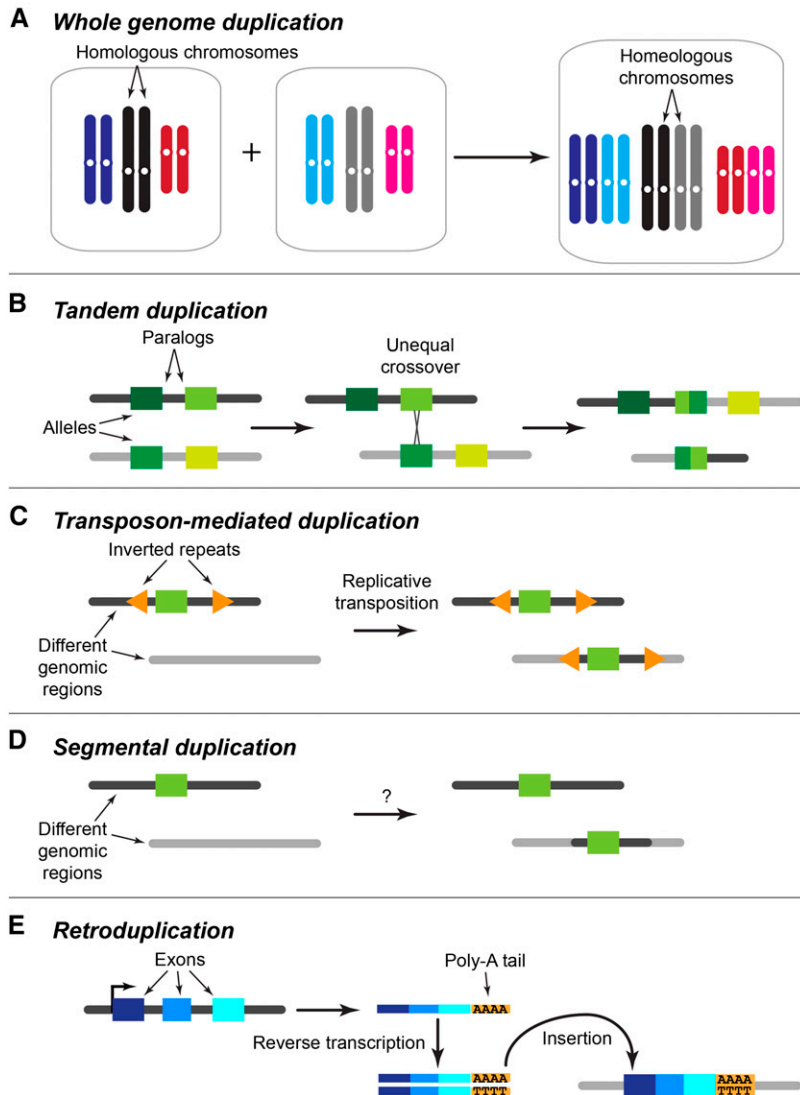 A Whole genome duplication
Homologous chromosomes
Homeologous
chromosomes
+
B Tandem duplication
Paralogs
Unequal
crossover
Alleles
C Transposon-mediated duplication
Inverted repeats
Replicative
transposition
Different
genomic
regions
D Segmental duplication
?
Different
genomic
regions
E Retroduplication
Exons
Poly-A tail
AAAA
Reverse transcription
Insertion
AAAA
TTTT
AAAA
TTTT